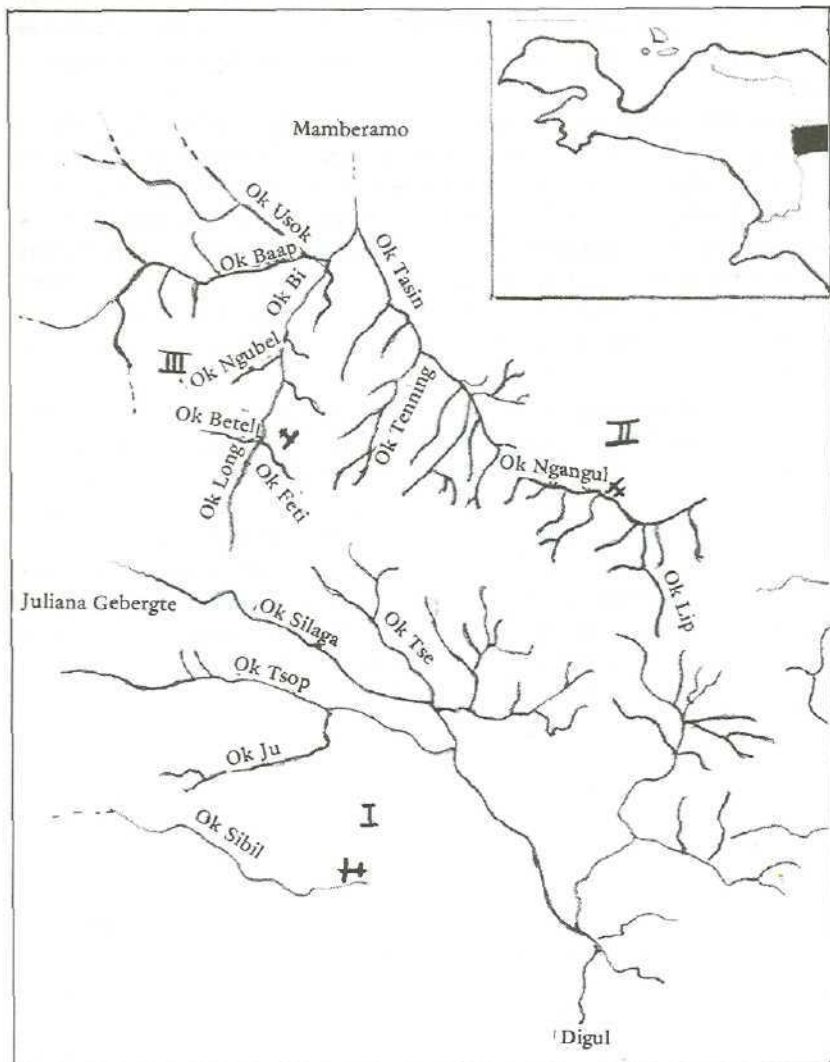 Mamberamo
Ok Usok
Ok Baap
Ok Bi
Ok Tasin
III
Ok Ngubel
Ok Tenning
II
Ok Betel
Ok Long
Ok Feti
Ok Ngangul
Ok Lip
Juliana Gebergte
Ok Silaga
Ok Tse
Ok Tsop
Ok Ju
I
Ok Sibil
Digul